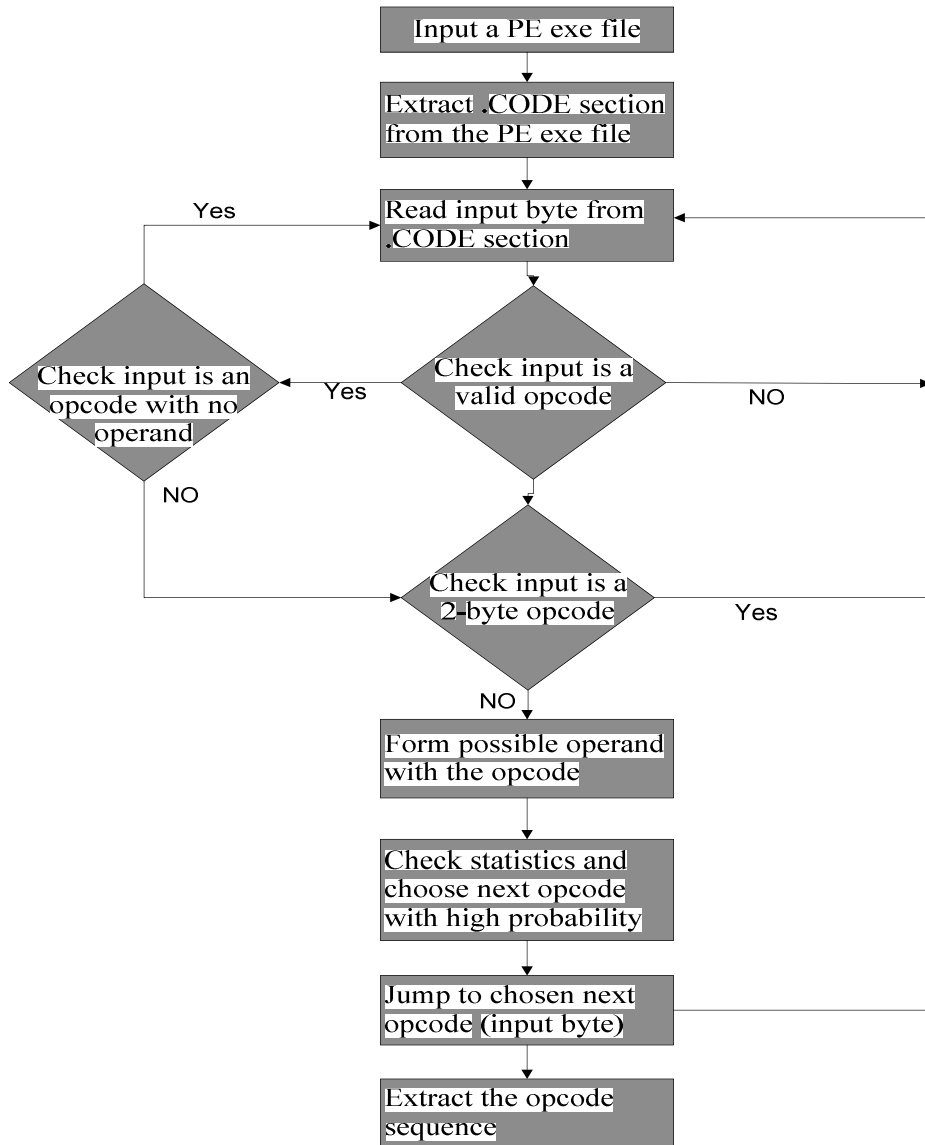 Input a PE exe file
Extract .CODE section
from the PE exe file
Yes
Read input byte from
.CODE section
Check input is an
opcode with no
operand
Yes
Check input is a
valid opcode
NO
NO
Check input is a
2-byte opcode
Yes
NO
Form possible operand
with the opcode
Check statistics and
choose next opcode
with high probability
Jump to chosen next
opcode (input byte)
Extract the opcode
sequence